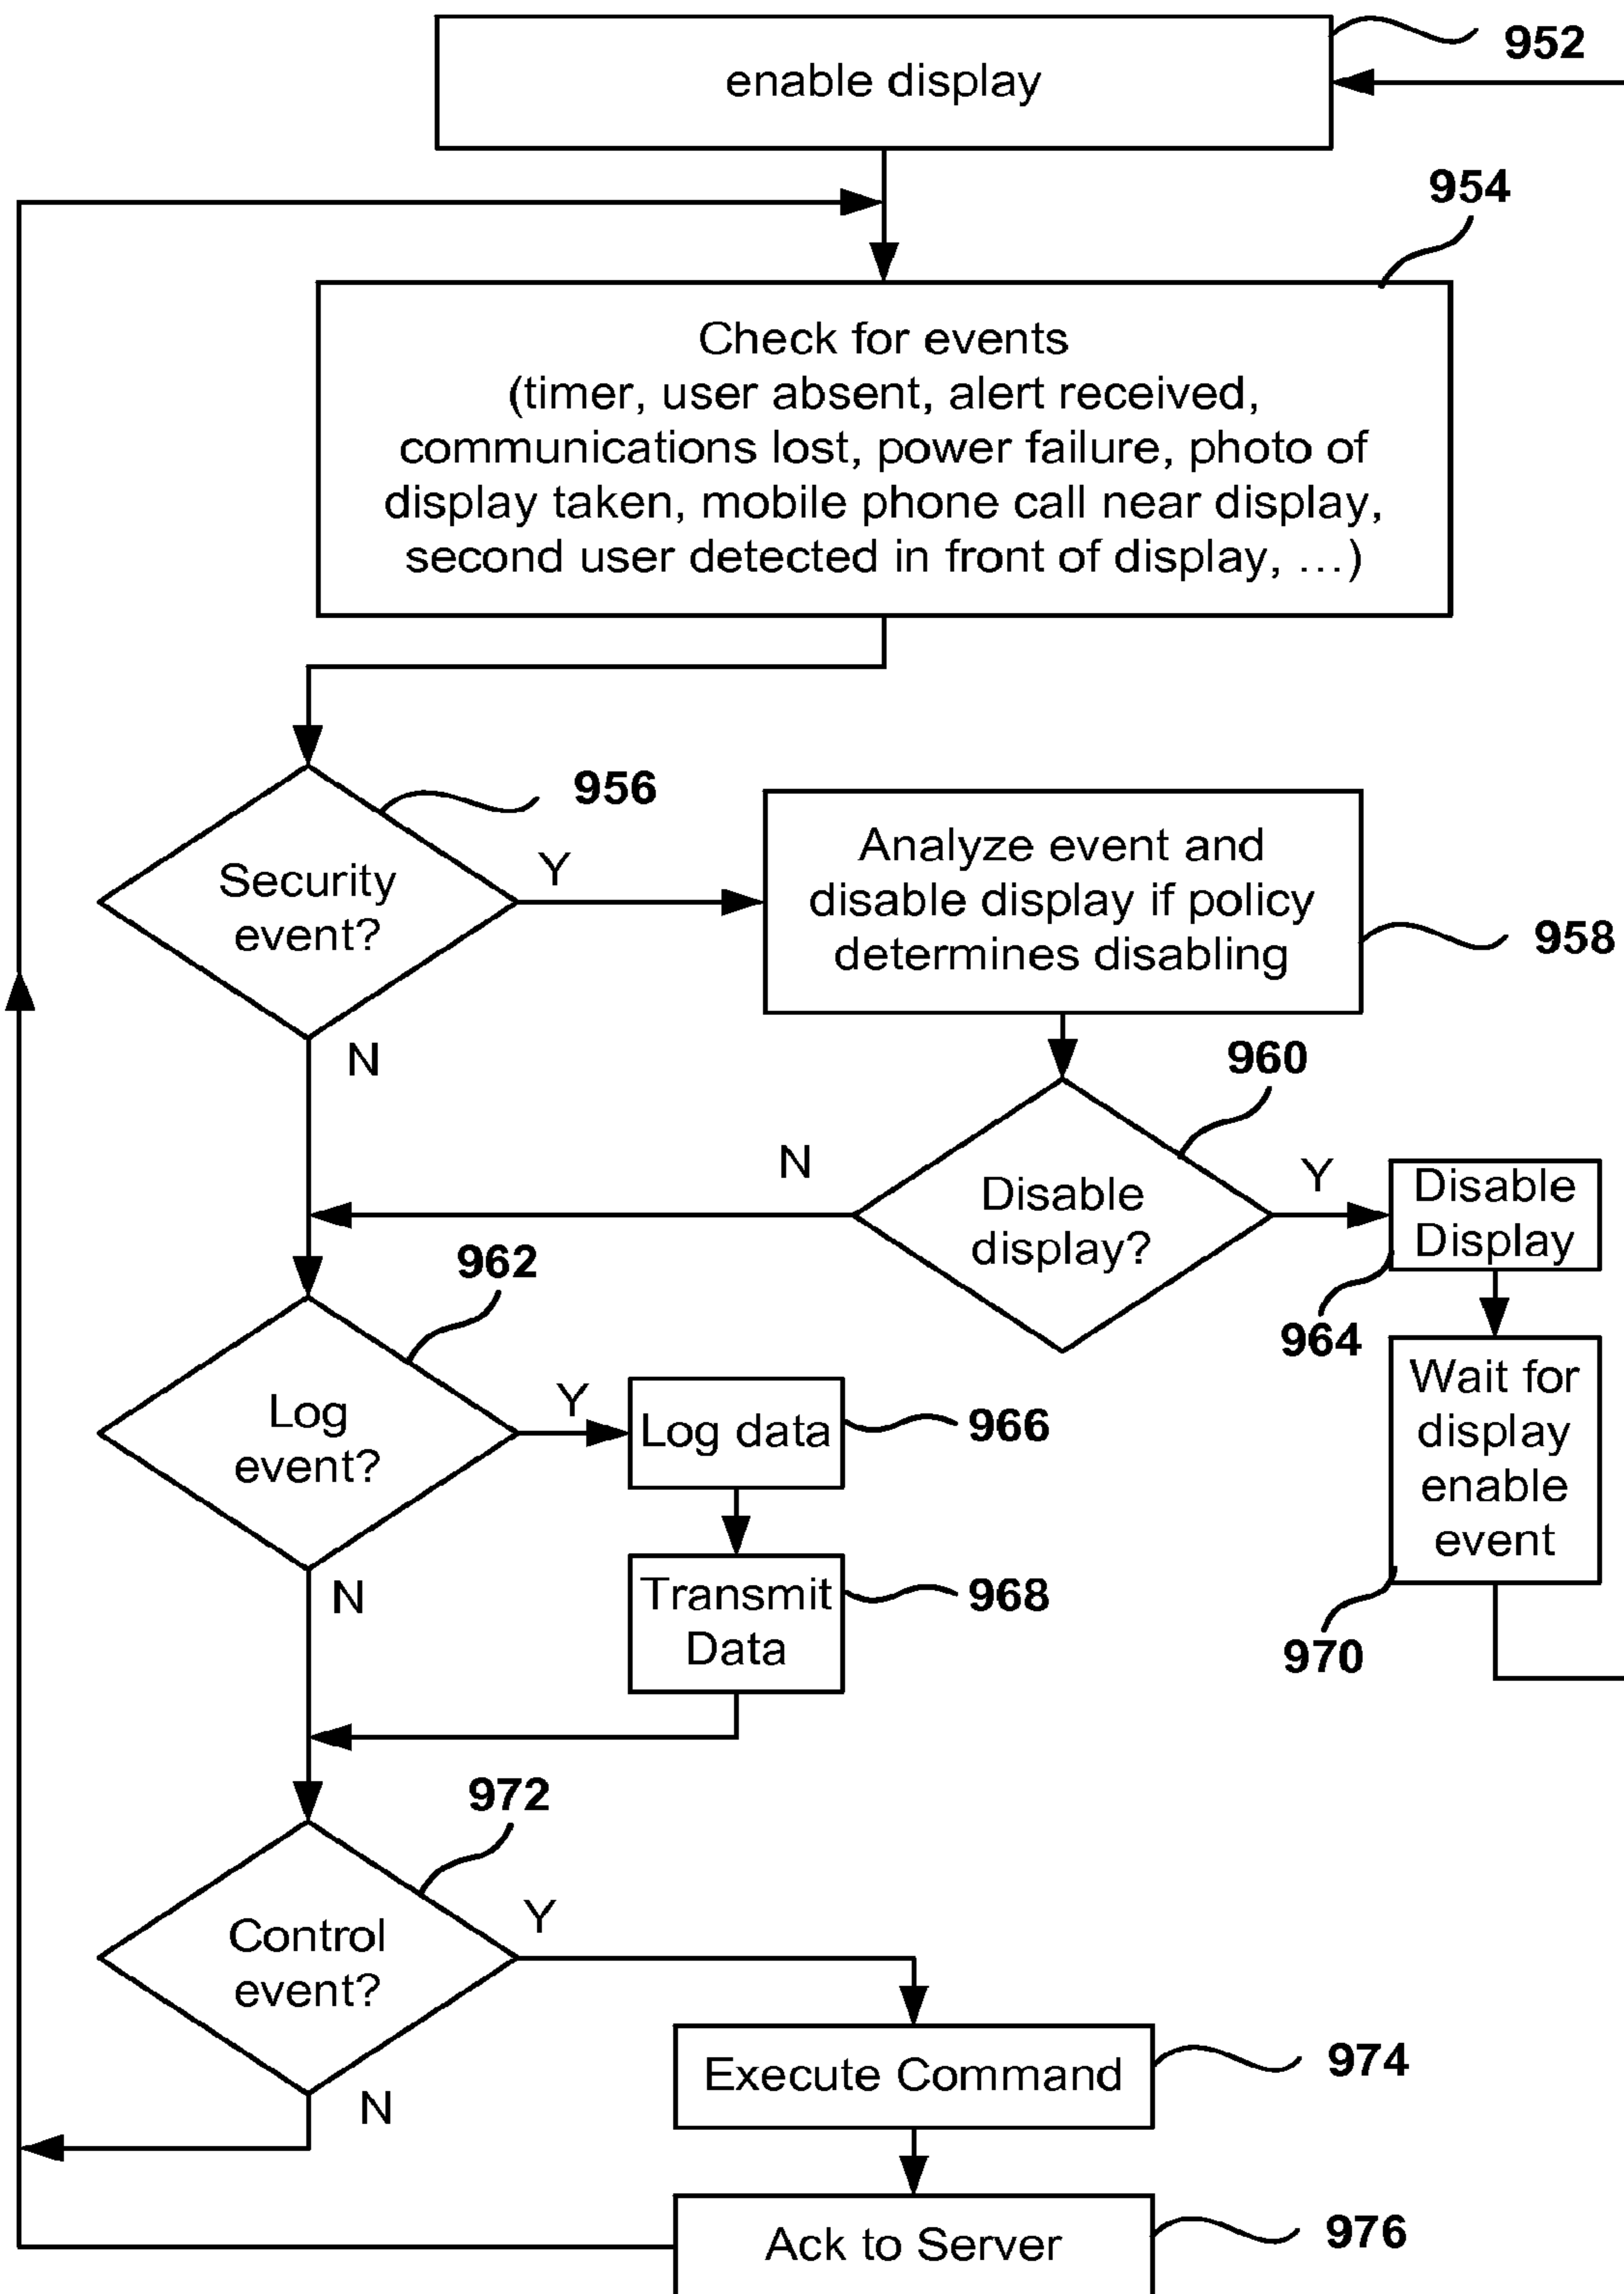 952
enable display
954
Check for events
(timer, user absent, alert received,
communications lost, power failure, photo of
display taken, mobile phone call near display,
second user detected in front of display, …)
956
Security
event?
Y
N
Analyze event and
disable display if policy
determines disabling
958
960
Disable
display?
N
Y
Disable
Display
964
962
Log
event?
Y
N
Log data
966
Transmit
Data
968
Wait for
display
enable
event
970
972
Control
event?
Y
N
Execute Command
974
Ack to Server
976